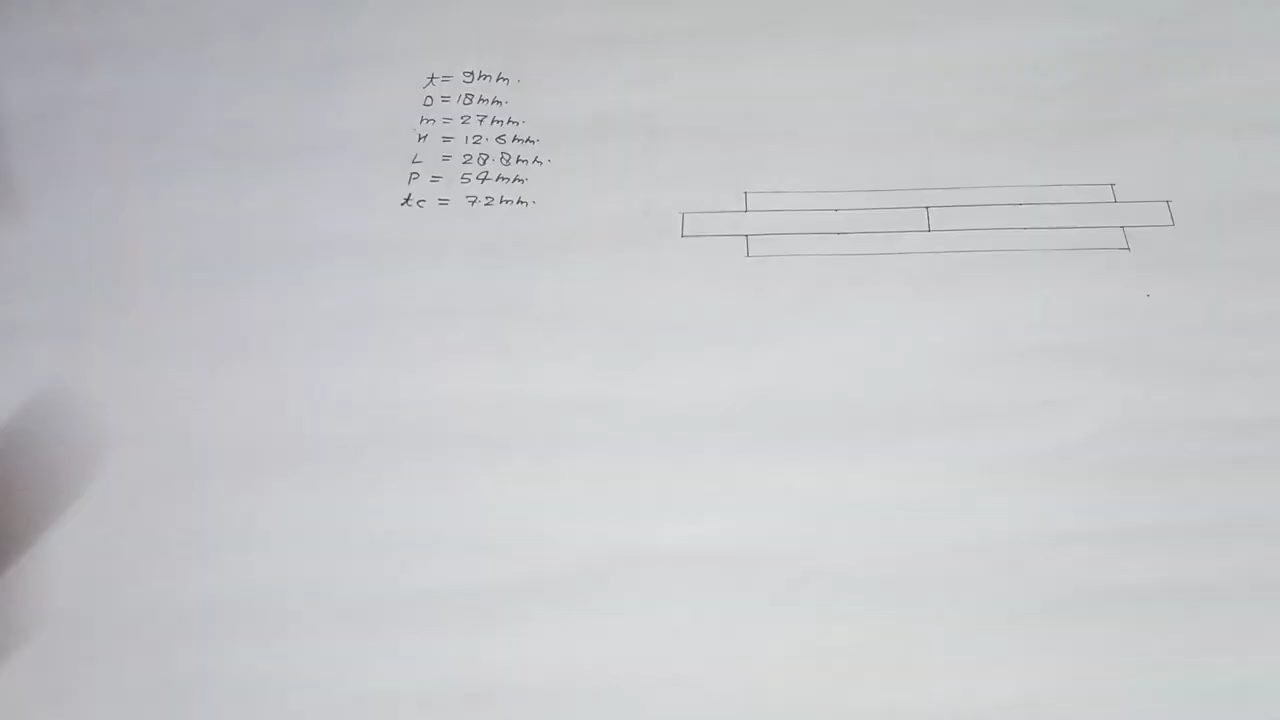 t = 9mm.
D = 18mm.
m = 27mm.
H = 12.6mm.
L = 28.8mm.
P = 54mm.
tc = 7.2mm.